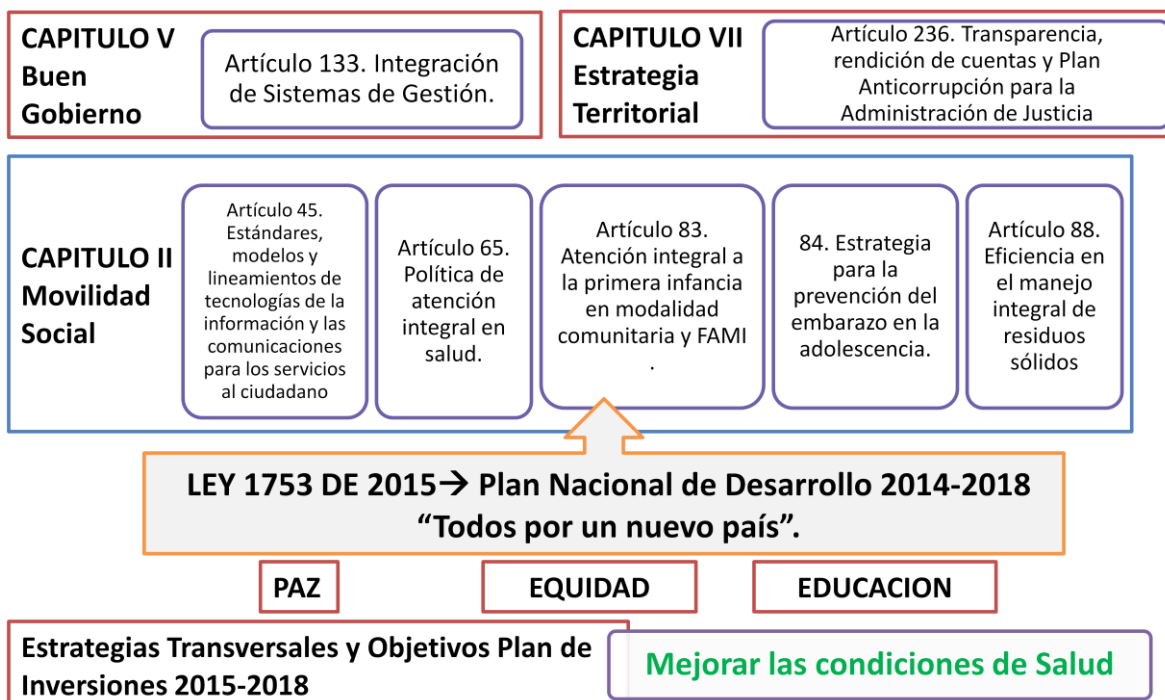 CAPITULO V
Buen
Gobierno
Artículo 133. Integración
de Sistemas de Gestión.
CAPITULO VII
Estrategia
Territorial
Artículo 236. Transparencia,
rendición de cuentas y Plan
Anticorrupción para la
Administración de Justicia
CAPITULO II
Movilidad
Social
Artículo 45.
Estándares,
modelos y
lineamientos de
tecnologías de la
información y las
comunicaciones
para los servicios
al ciudadano
Artículo 65.
Política de
atención
integral en
salud.
Artículo 83.
Atención integral a
la primera infancia
en modalidad
comunitaria y FAMI
.
84. Estrategia
para la
prevención del
embarazo en la
adolescencia.
Artículo 88.
Eficiencia en
el manejo
integral de
residuos
sólidos
LEY 1753 DE 2015→ Plan Nacional de Desarrollo 2014-2018
“Todos por un nuevo país”.
PAZ
EQUIDAD
EDUCACION
Estrategias Transversales y Objetivos Plan de
Inversiones 2015-2018
Mejorar las condiciones de Salud